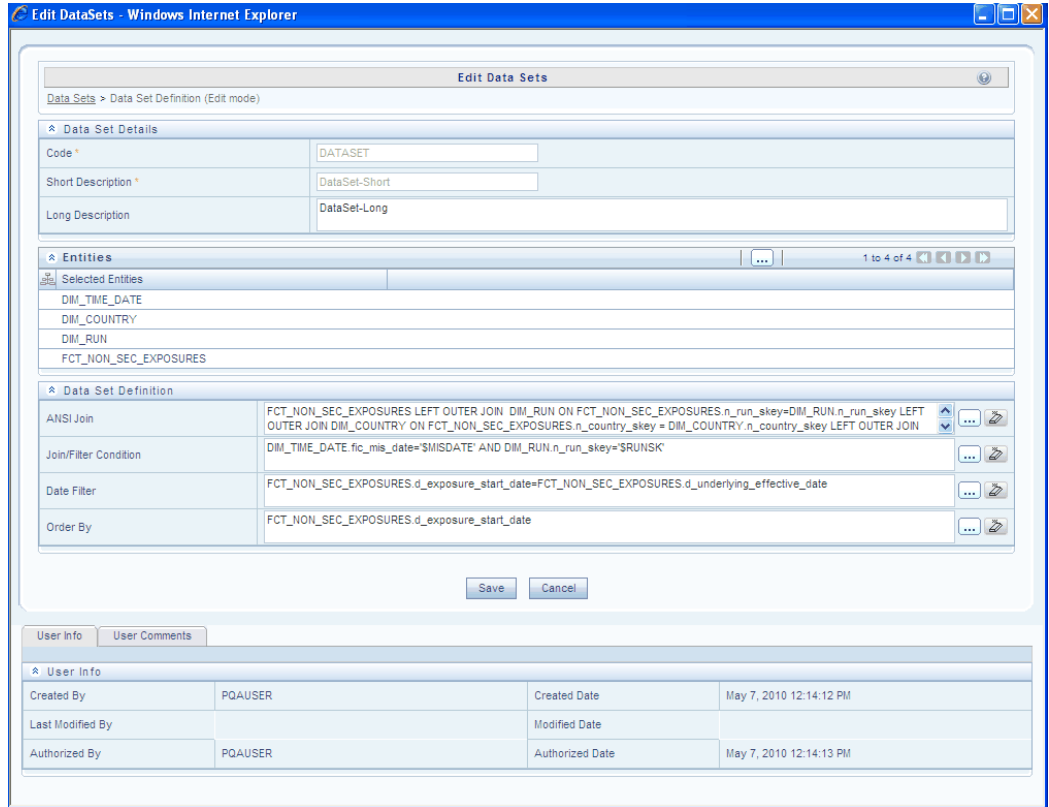 Edit DataSets - Windows Internet Explorer
Edit Data Sets
Data Sets > Data Set Definition (Edit mode)
Data Set Details
Code *
DATASET
Short Description *
DataSet-Short
Long Description
DataSet-Long
Entities
...
1 to 4 of 4
Selected Entities
DIM_TIME_DATE
DIM_COUNTRY
DIM_RUN
FCT_NON_SEC_EXPOSURES
Data Set Definition
ANSI Join
FCT_NON_SEC_EXPOSURES LEFT OUTER JOIN DIM_RUN ON FCT_NON_SEC_EXPOSURES.n_run_skey=DIM_RUN.n_run_skey LEFT
OUTER JOIN DIM_COUNTRY ON FCT_NON_SEC_EXPOSURES.n_country_skey = DIM_COUNTRY.n_country_skey LEFT OUTER JOIN
...
Join/Filter Condition
DIM_TIME_DATE.fic_mis_date='$MISDATE' AND DIM_RUN.n_run_skey='$RUNSK'
...
Date Filter
FCT_NON_SEC_EXPOSURES.d_exposure_start_date=FCT_NON_SEC_EXPOSURES.d_underlying_effective_date
...
Order By
FCT_NON_SEC_EXPOSURES.d_exposure_start_date
...
Save
Cancel
User Info
User Comments
User Info
Created By
PQAUSER
Created Date
May 7, 2010 12:14:12 PM
Last Modified By
Modified Date
Authorized By
PQAUSER
Authorized Date
May 7, 2010 12:14:13 PM